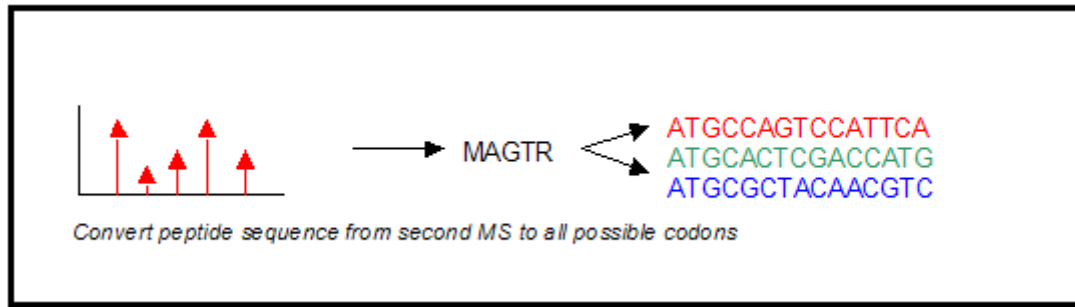 MAGTR
ATGCCAGTCCATTCA
ATGCACTCGACCATG
ATGCGCTACAACGTC
Convert peptide sequence from second MS to all possible codons